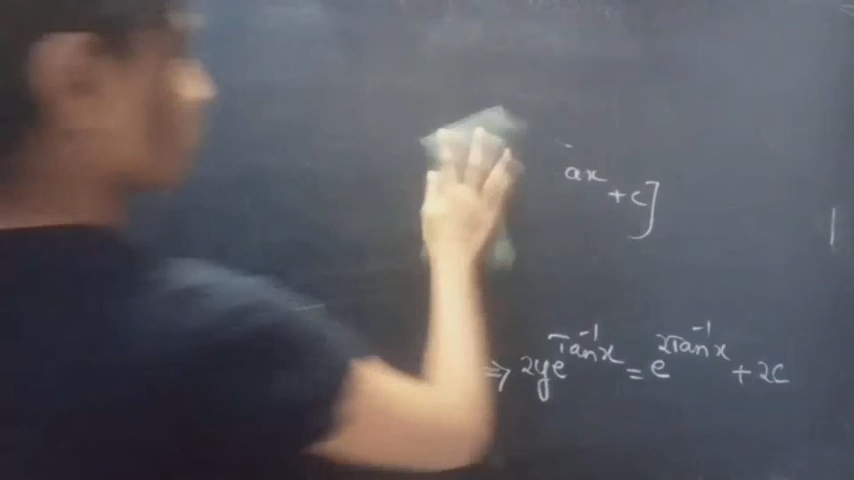 ax + c]
⇒ 2ye^Tan^-1x = e^2Tan^-1x + 2c